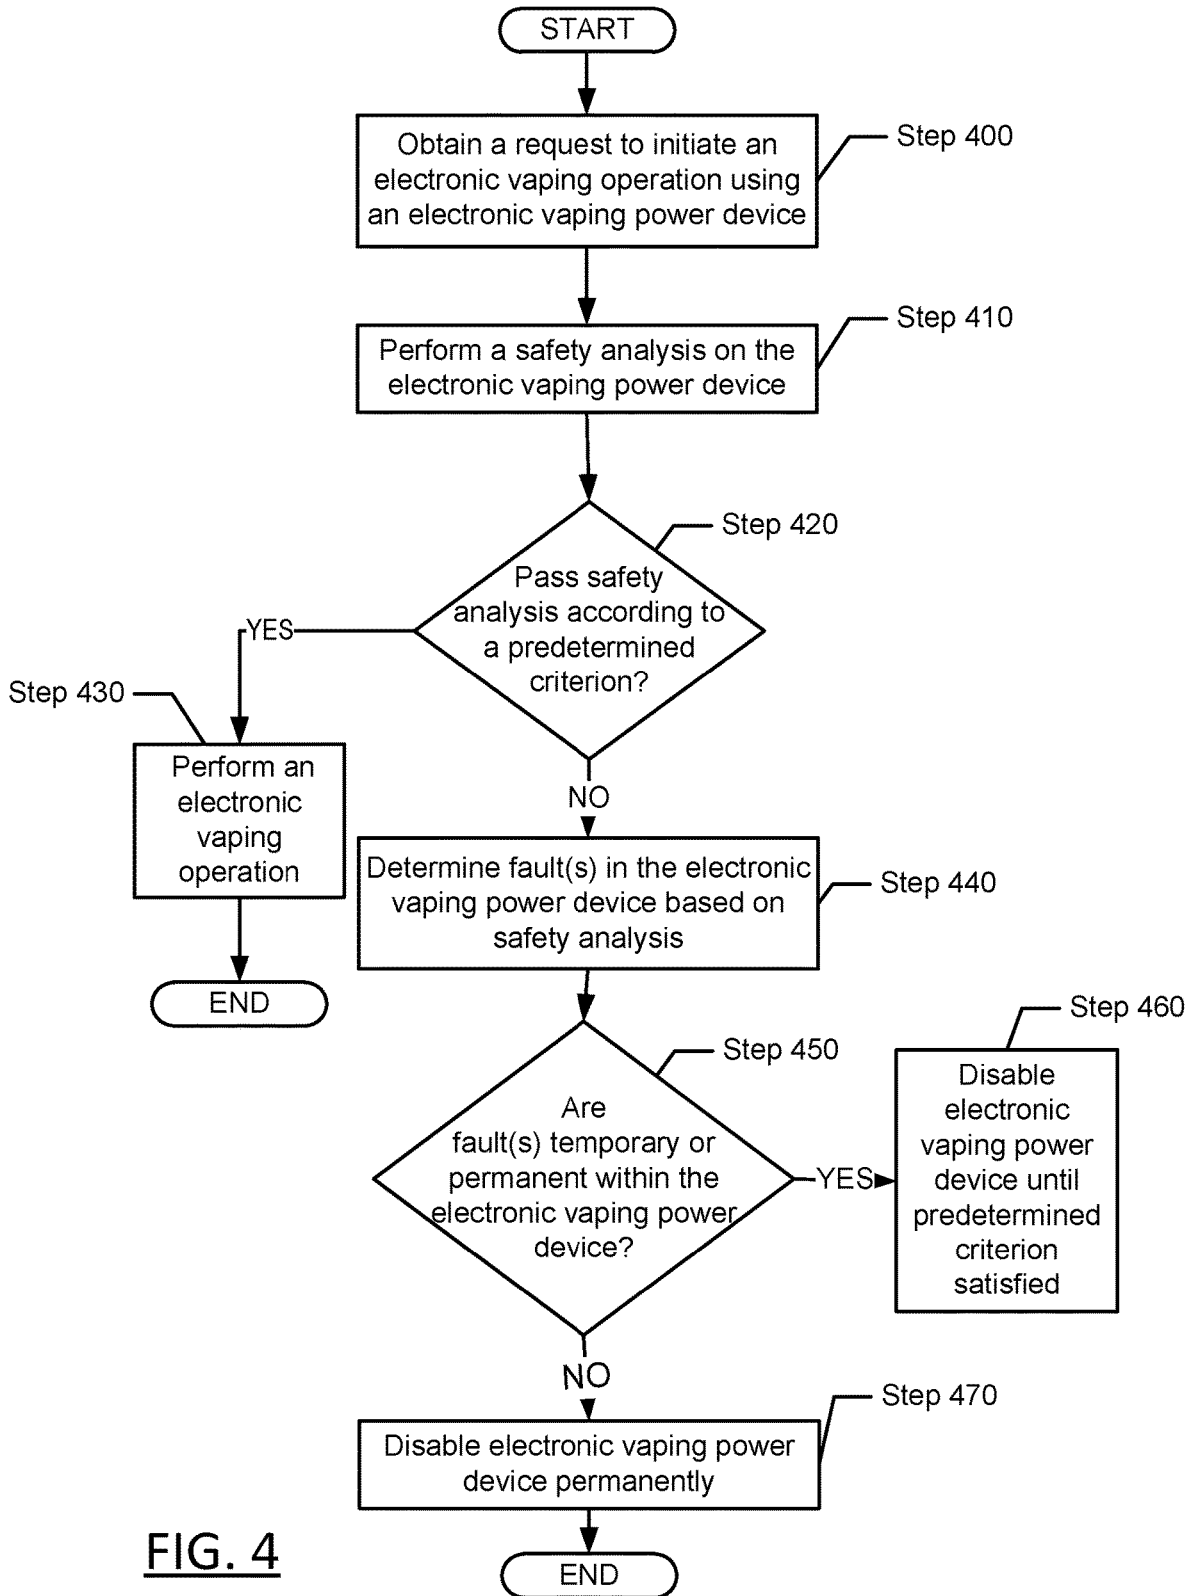 START
Obtain a request to initiate an
electronic vaping operation using
an electronic vaping power device
Step 400
Perform a safety analysis on the
electronic vaping power device
Step 410
Pass safety
analysis according to
a predetermined
criterion?
Step 420
YES
Step 430
Perform an
electronic
vaping
operation
END
NO
Determine fault(s) in the electronic
vaping power device based on
safety analysis
Step 440
Are
fault(s) temporary or
permanent within the
electronic vaping power
device?
Step 450
YES
Step 460
Disable
electronic
vaping power
device until
predetermined
criterion
satisfied
NO
Disable electronic vaping power
device permanently
Step 470
END
FIG. 4